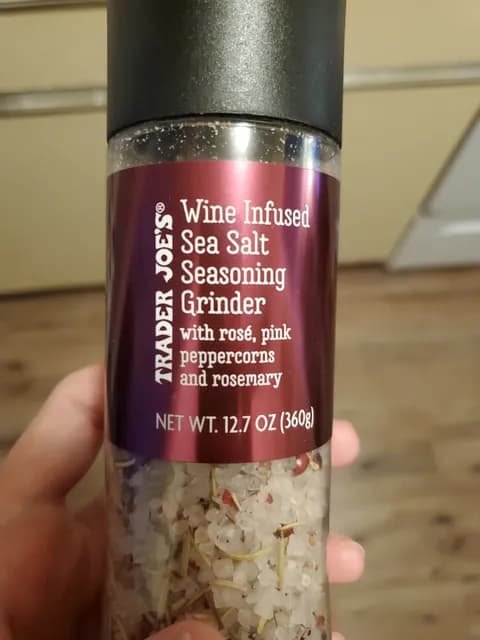 TRADER JOE'S®
Wine Infused
Sea Salt
Seasoning
Grinder
with rosé, pink
peppercorns
and rosemary
NET WT. 12.7 OZ (360g)